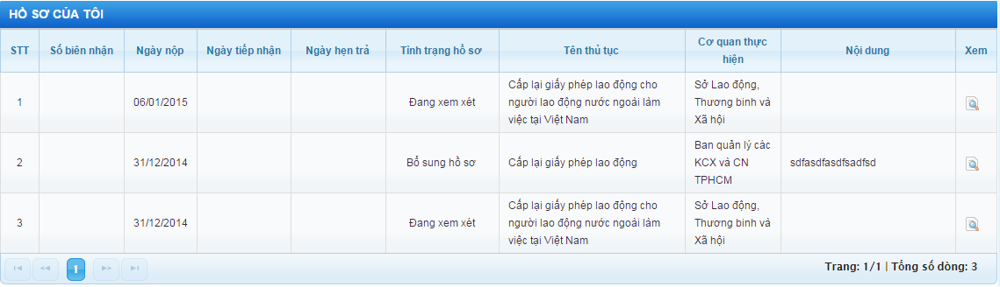 HỒ SƠ CỦA TÔI
STT Số biên nhận Ngày nộp Ngày tiếp nhận Ngày hẹn trả Tình trạng hồ sơ Tên thủ tục Cơ quan thực hiện Nội dung Xem
1 06/01/2015 Đang xem xét
Cấp lại giấy phép lao động cho
người lao động nước ngoài làm
việc tại Việt Nam
Sở Lao động,
Thương binh và
Xã hội
2 31/12/2014 Bổ sung hồ sơ Cấp lại giấy phép lao động
Ban quản lý các
KCX và CN
TPHCM
sdfasdfasdfsadfsd
3 31/12/2014 Đang xem xét
Cấp lại giấy phép lao động cho
người lao động nước ngoài làm
việc tại Việt Nam
Sở Lao động,
Thương binh và
Xã hội
1
Trang: 1/1 | Tổng số dòng: 3